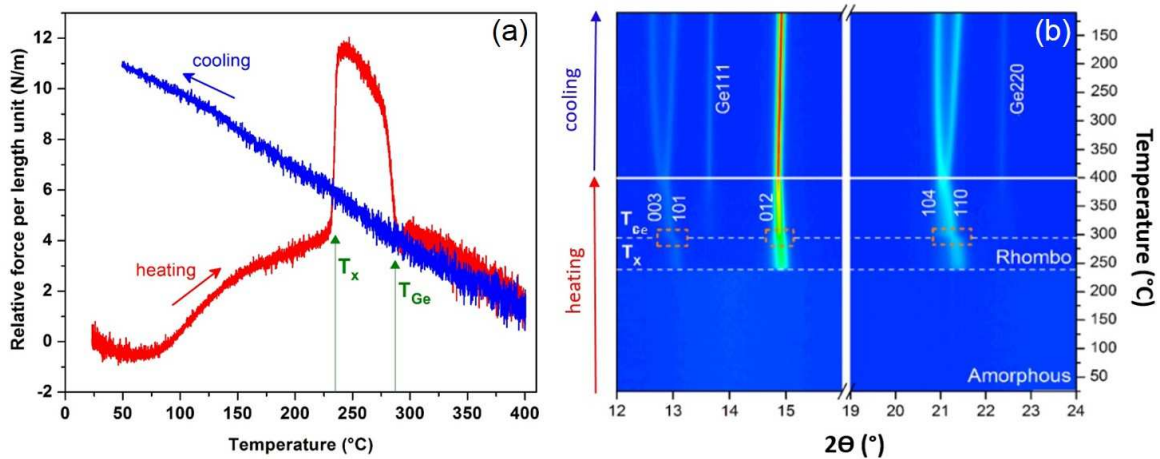 (a)
Relative force per length unit (N/m)
12
10
8
6
4
2
0
-2
cooling
heating
Tx
TGe
0 50 100 150 200 250 300 350 400
Temperature (°C)
(b)
cooling
heating
Ge111
Ge220
003
101
012
104
110
TGe
Tx
Rhombo
Amorphous
150
200
250
300
350
400
350
300
250
200
150
100
50
Temperature (°C)
12 13 14 15 19 20 21 22 23 24
2Θ (°)